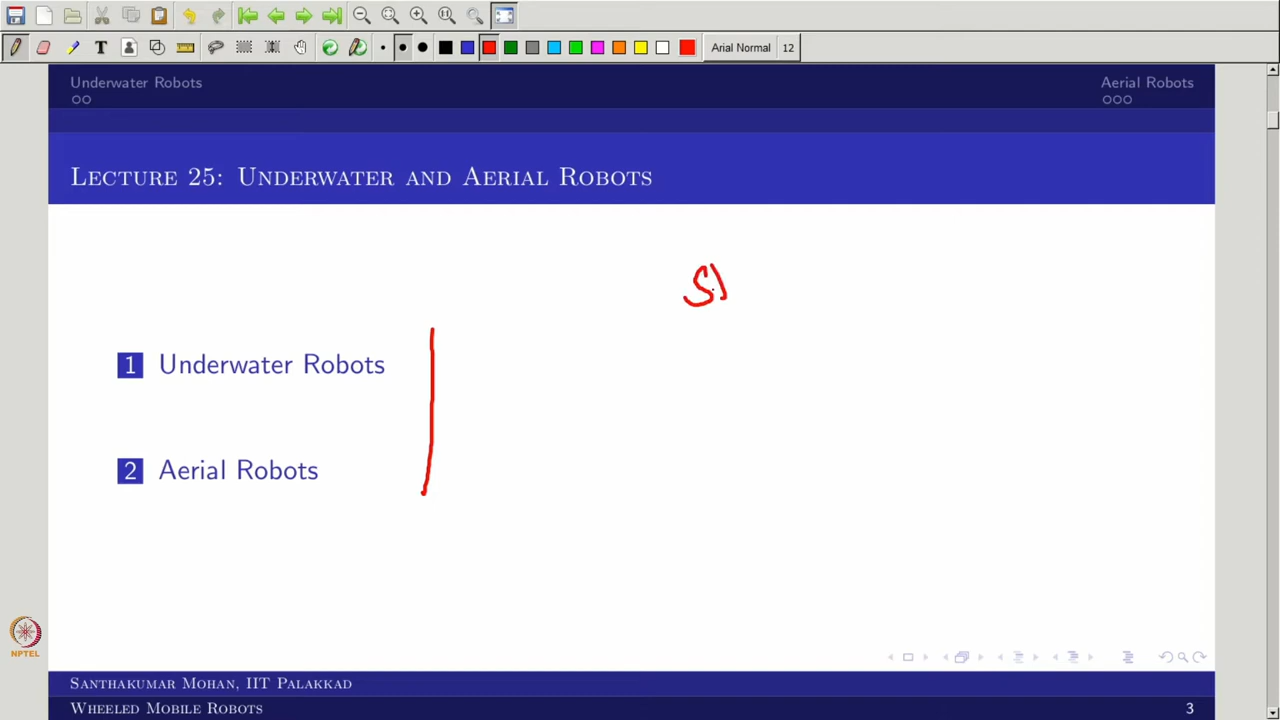 Arial Normal 12
Underwater Robots
Aerial Robots
LECTURE 25: UNDERWATER AND AERIAL ROBOTS
1 Underwater Robots
2 Aerial Robots
NPTEL
SANTHAKUMAR MOHAN, IIT PALAKKAD
WHEELED MOBILE ROBOTS
3